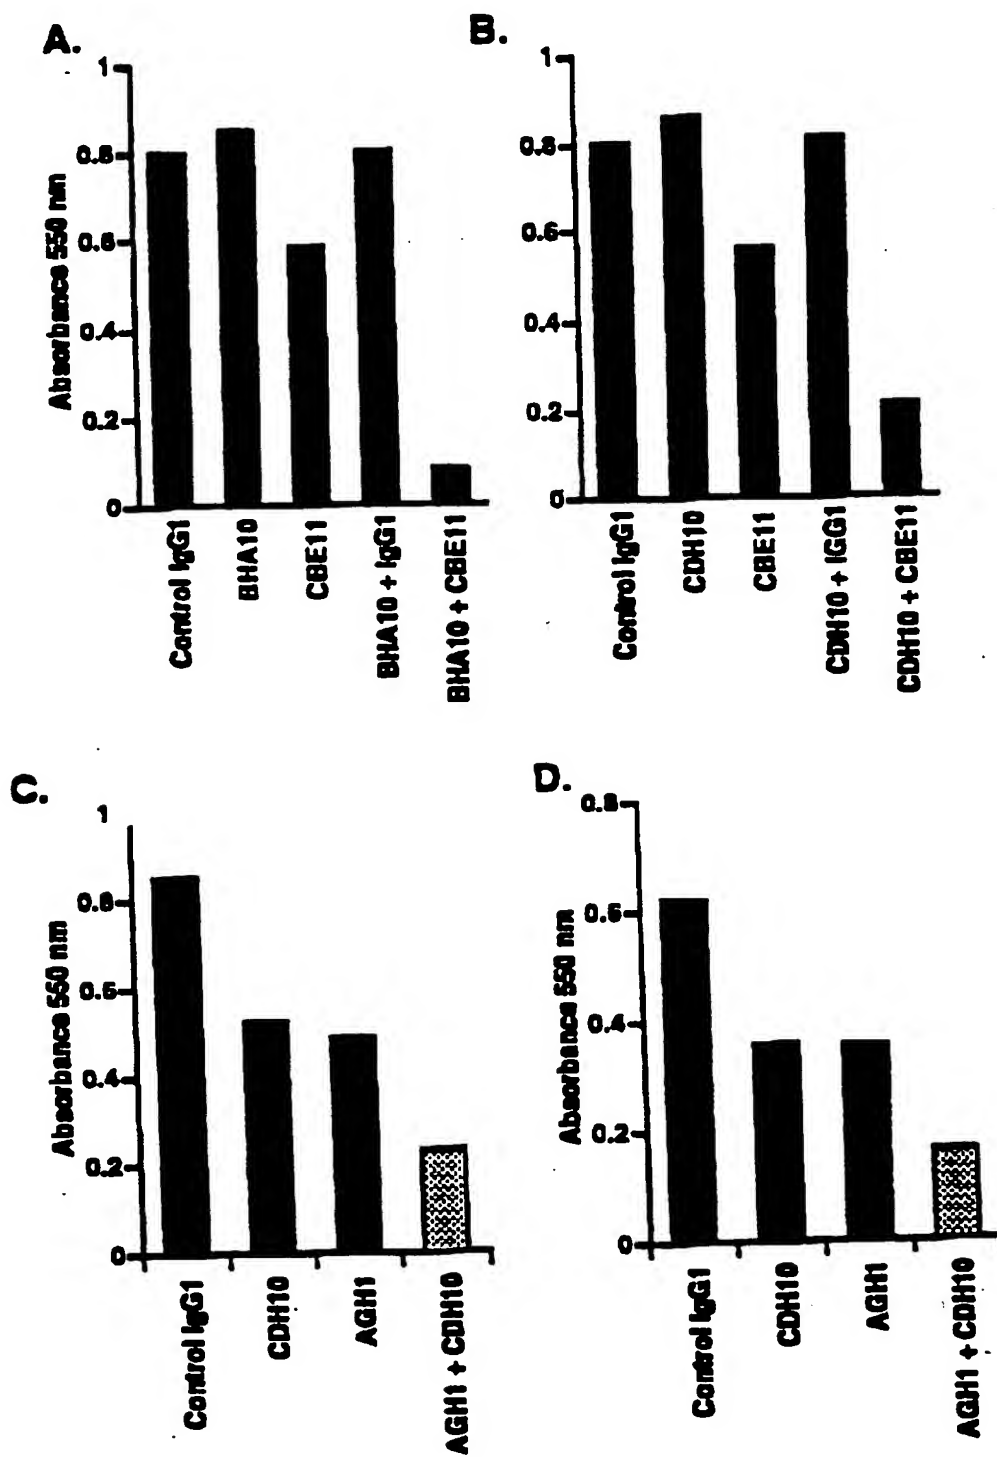 A.
1
0.8
0.6
0.4
0.2
0
Absorbance 550 nm
Control IgG1
BHA10
CBE11
BHA10 + IgG1
BHA10 + CBE11
B.
1
0.8
0.6
0.4
0.2
0
Control IgG1
CDH10
CBE11
CDH10 + IGG1
CDH10 + CBE11
C.
1
0.8
0.6
0.4
0.2
0
Absorbance 550 nm
Control IgG1
CDH10
AGH1
AGH1 + CDH10
D.
0.8
0.6
0.4
0.2
0
Absorbance 550 nm
Control IgG1
CDH10
AGH1
AGH1 + CDH10